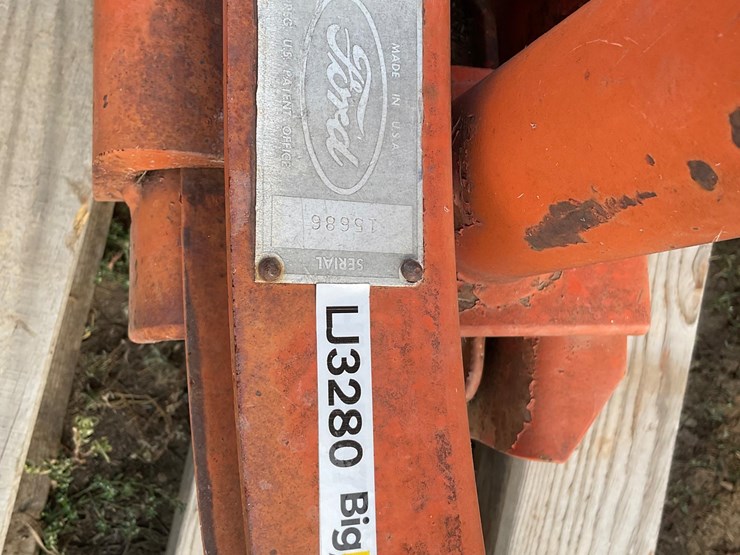 MADE IN U.S.A.
Ford
REG. U.S. PATENT OFFICE
SERIAL
15686
LJ3280 Big